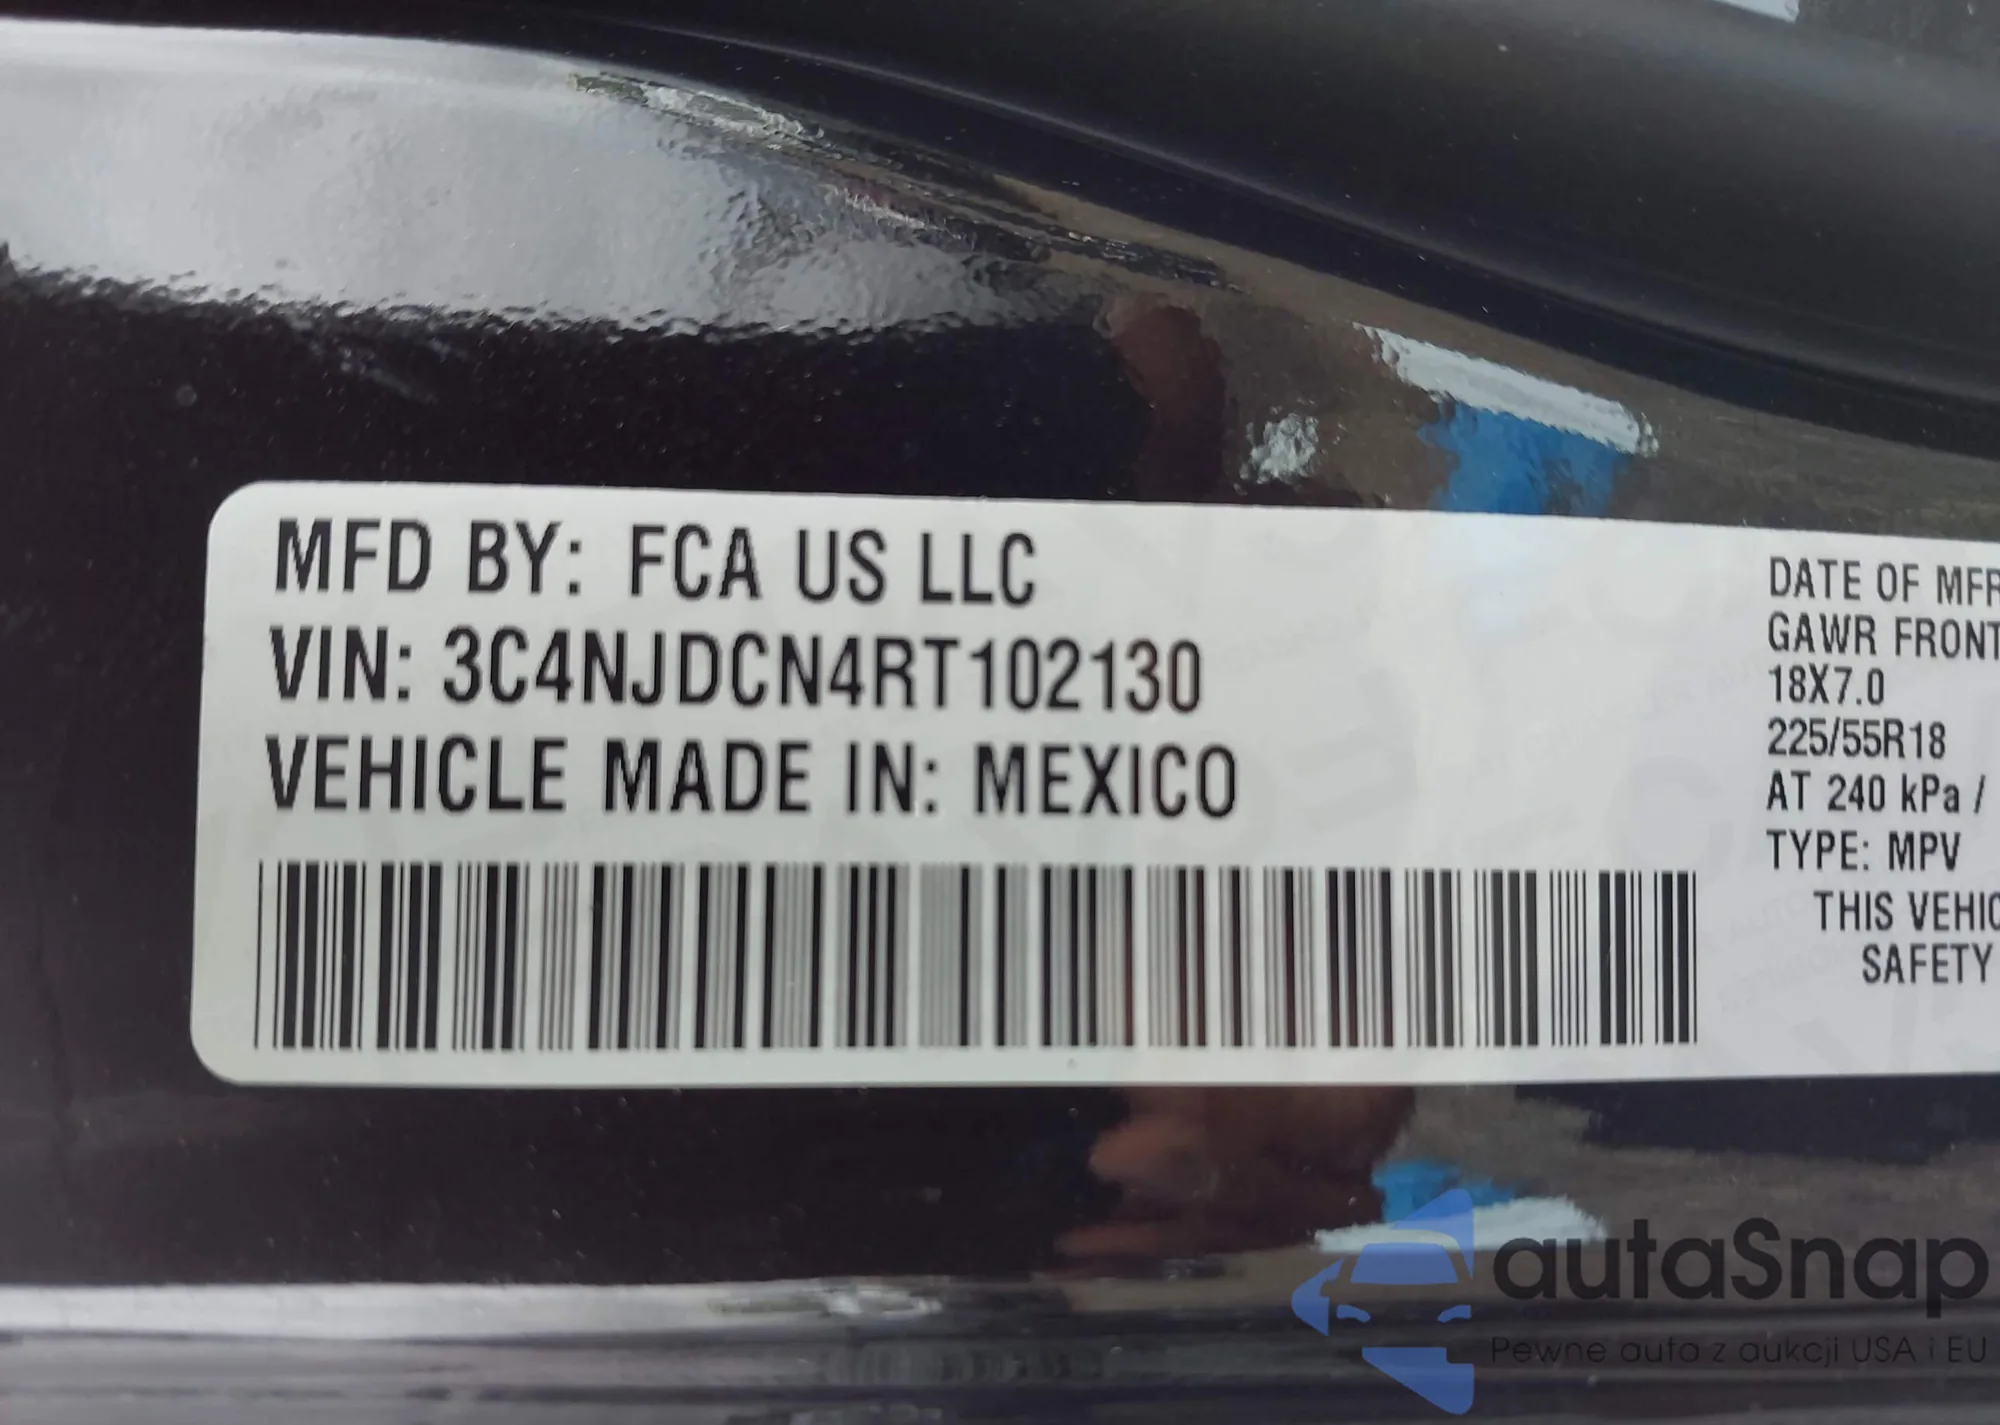 MFD BY: FCA US LLC
VIN: 3C4NJDCN4RT102130
VEHICLE MADE IN: MEXICO
DATE OF MFR
GAWR FRONT
18X7.0
225/55R18
AT 240 kPa /
TYPE: MPV
THIS VEHIC
SAFETY
autaSnap
Pewne auta z aukcji USA i EU